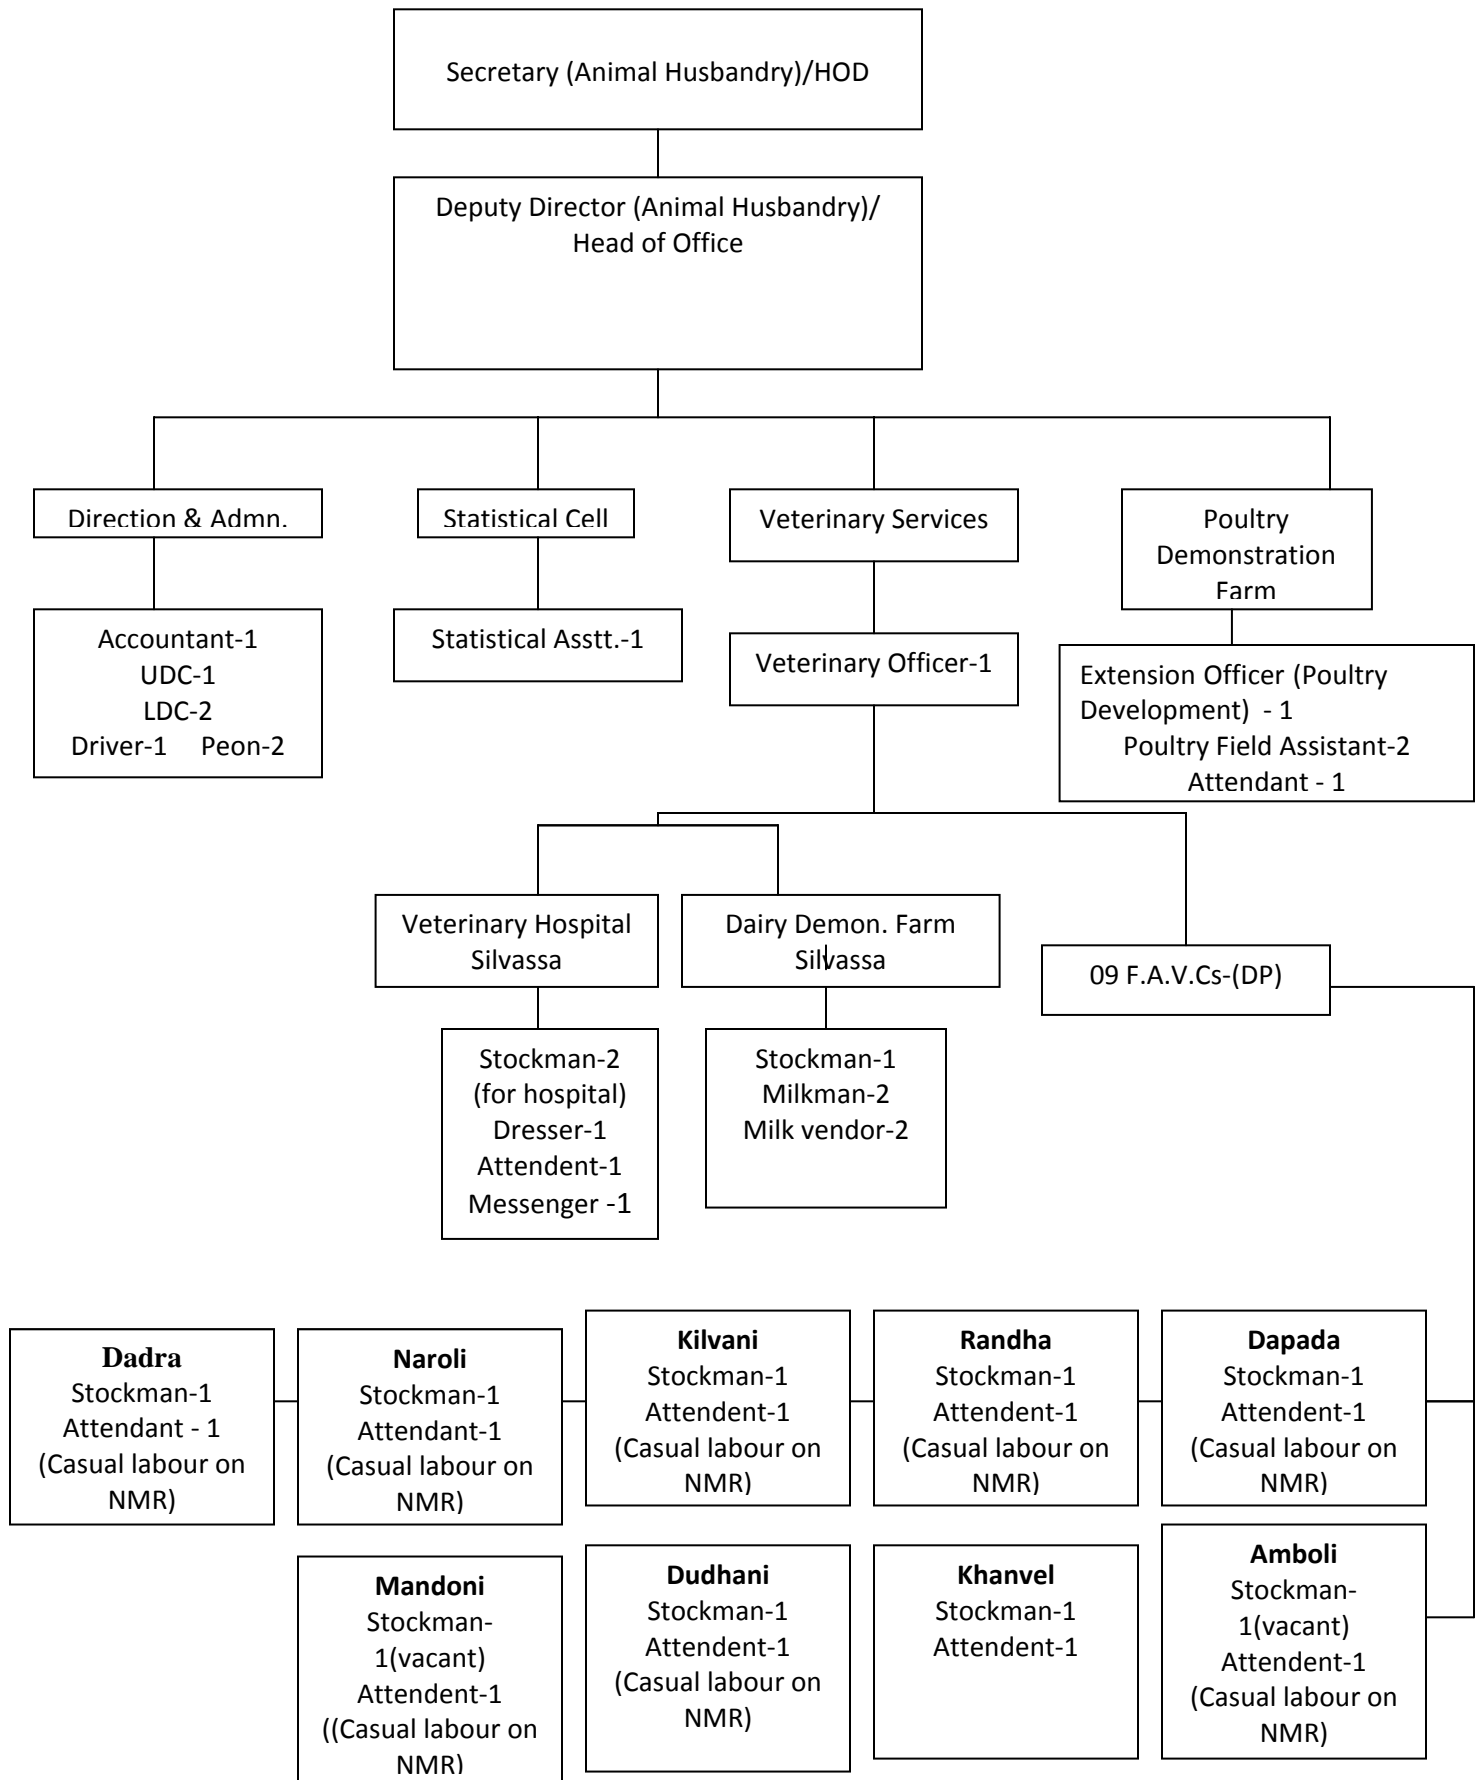 Secretary (Animal Husbandry)/HOD
Deputy Director (Animal Husbandry)/
Head of Office
Direction & Admn.
Statistical Cell
Veterinary Services
Poultry
Demonstration
Farm
Accountant-1
UDC-1
LDC-2
Driver-1 Peon-2
Statistical Asstt.-1
Veterinary Officer-1
Extension Officer (Poultry
Development) - 1
Poultry Field Assistant-2
Attendant - 1
Veterinary Hospital
Silvassa
Dairy Demon. Farm
Silvassa
09 F.A.V.Cs-(DP)
Stockman-2
(for hospital)
Dresser-1
Attendent-1
Messenger -1
Stockman-1
Milkman-2
Milk vendor-2
Dadra
Stockman-1
Attendant - 1
(Casual labour on
NMR)
Naroli
Stockman-1
Attendant-1
(Casual labour on
NMR)
Kilvani
Stockman-1
Attendent-1
(Casual labour on
NMR)
Randha
Stockman-1
Attendent-1
(Casual labour on
NMR)
Dapada
Stockman-1
Attendent-1
(Casual labour on
NMR)
Mandoni
Stockman-
1(vacant)
Attendent-1
((Casual labour on
NMR)
Dudhani
Stockman-1
Attendent-1
(Casual labour on
NMR)
Khanvel
Stockman-1
Attendent-1
Amboli
Stockman-
1(vacant)
Attendent-1
(Casual labour on
NMR)